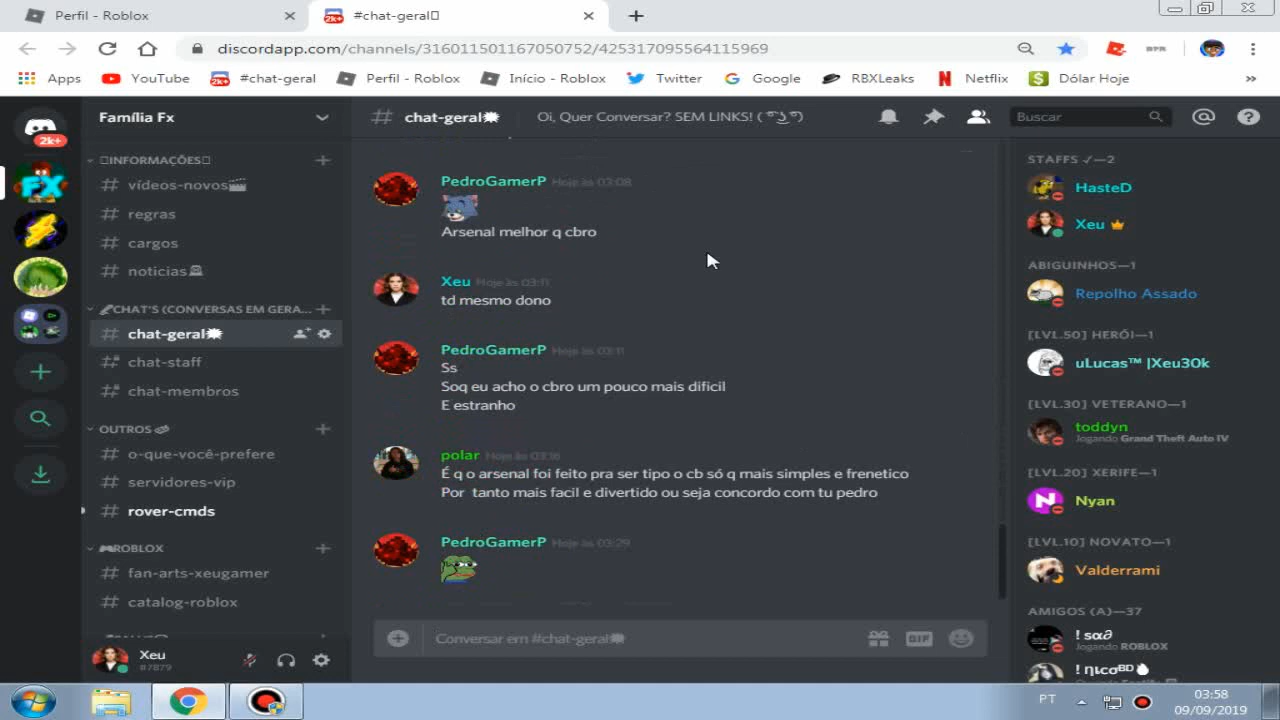 Perfil - Roblox
#chat-geral
discordapp.com/channels/316011501167050752/425317095564115969
Apps
YouTube
#chat-geral
Perfil - Roblox
Início - Roblox
Twitter
Google
RBXLeaks
Netflix
Dólar Hoje
»
2k+
Família Fx
INFORMAÇÕES
# vídeos-novos
# regras
# cargos
# noticias
CHAT'S (CONVERSAS EM GERA...
# chat-geral
# chat-staff
# chat-membros
OUTROS
# o-que-você-prefere
# servidores-vip
# rover-cmds
ROBLOX
# fan-arts-xeugamer
# catalog-roblox
Xeu
#7879
# chat-geral
Oi, Quer Conversar? SEM LINKS! ( ͡° ͜ʖ ͡°)
Buscar
PedroGamerP Hoje às 03:08
Arsenal melhor q cbro
Xeu Hoje às 03:11
td mesmo dono
PedroGamerP Hoje às 03:11
Ss
Soq eu acho o cbro um pouco mais dificil
E estranho
polar Hoje às 03:16
É q o arsenal foi feito pra ser tipo o cb só q mais simples e frenetico
Por tanto mais facil e divertido ou seja concordo com tu pedro
PedroGamerP Hoje às 03:29
Conversar em #chat-geral
GIF
STAFFS ✓—2
HasteD
Xeu
ABIGUINHOS—1
Repolho Assado
[LVL.50] HERÓI—1
uLucas™ |Xeu30k
[LVL.30] VETERANO—1
toddyn
Jogando Grand Theft Auto IV
[LVL.20] XERIFE—1
Nyan
[LVL.10] NOVATO—1
Valderrami
AMIGOS (A)—37
! sα∂
Jogando ROBLOX
! ηιcσᴮᴰ
PT
03:58
09/09/2019